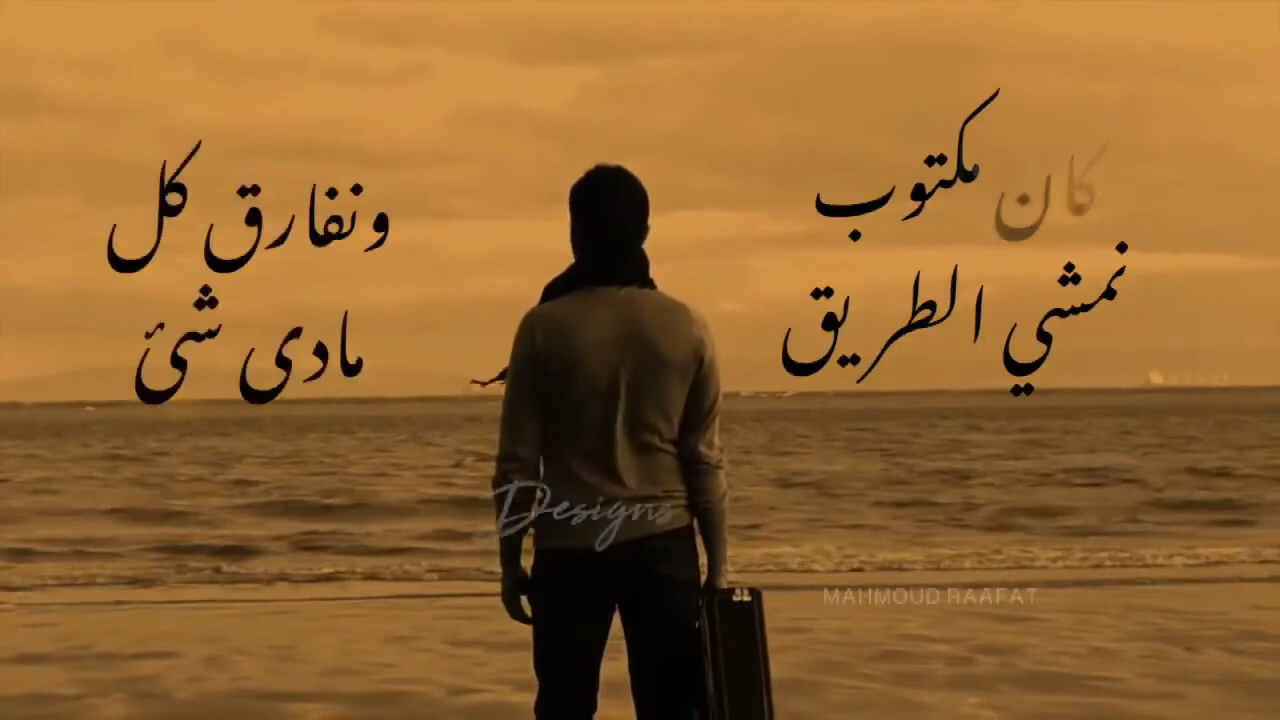 كان مكتوب
نمشي الطريق
ونفارق كل
مادى شئ
Designs
MAHMOUD RAAFAT